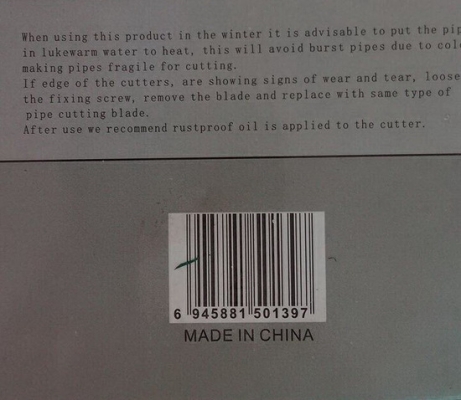 When using this product in the winter it is advisable to put the pip
in lukewarm water to heat, this will avoid burst pipes due to col
making pipes fragile for cutting.
If edge of the cutters, are showing signs of wear and tear, loose
the fixing screw, remove the blade and replace with same type of
pipe cutting blade.
After use we recommend rustproof oil is applied to the cutter.
6 945881 501397
MADE IN CHINA